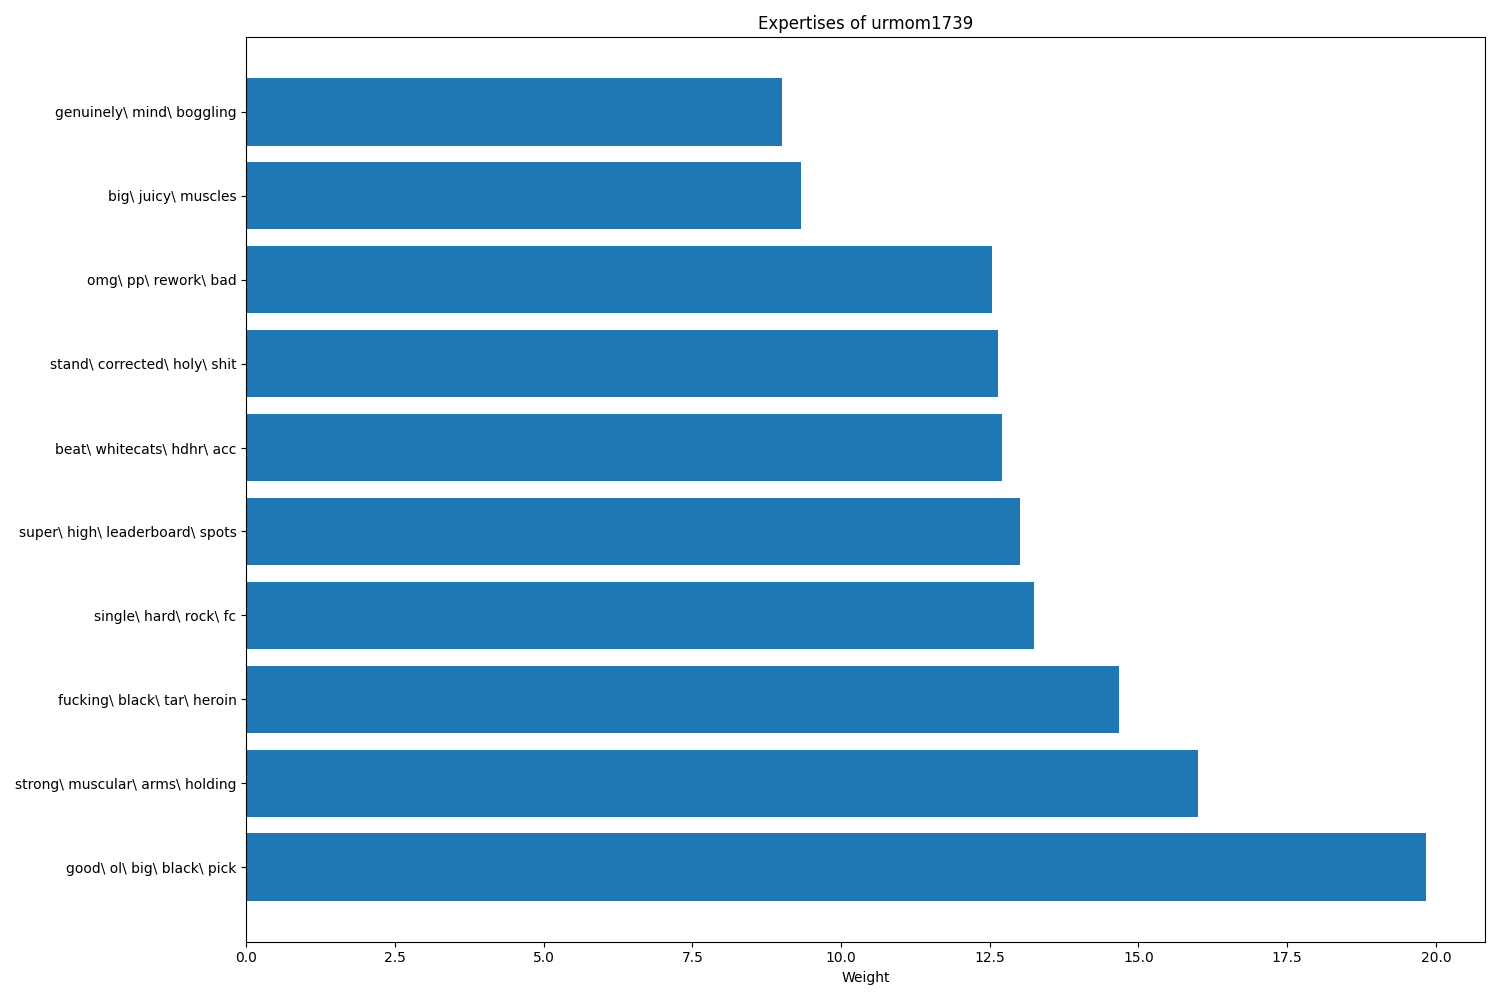 Expertises of urmom1739
genuinely\ mind\ boggling
big\ juicy\ muscles
omg\ pp\ rework\ bad
stand\ corrected\ holy\ shit
beat\ whitecats\ hdhr\ acc
super\ high\ leaderboard\ spots
single\ hard\ rock\ fc
fucking\ black\ tar\ heroin
strong\ muscular\ arms\ holding
good\ ol\ big\ black\ pick
0.0 2.5 5.0 7.5 10.0 12.5 15.0 17.5 20.0
Weight